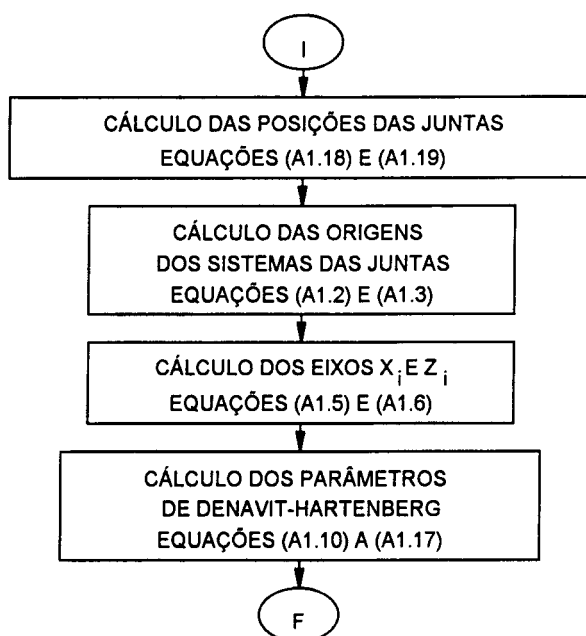 I
CÁLCULO DAS POSIÇÕES DAS JUNTAS
EQUAÇÕES (A1.18) E (A1.19)
CÁLCULO DAS ORIGENS
DOS SISTEMAS DAS JUNTAS
EQUAÇÕES (A1.2) E (A1.3)
CÁLCULO DOS EIXOS X i E Z i
EQUAÇÕES (A1.5) E (A1.6)
CÁLCULO DOS PARÂMETROS
DE DENAVIT-HARTENBERG
EQUAÇÕES (A1.10) A (A1.17)
F